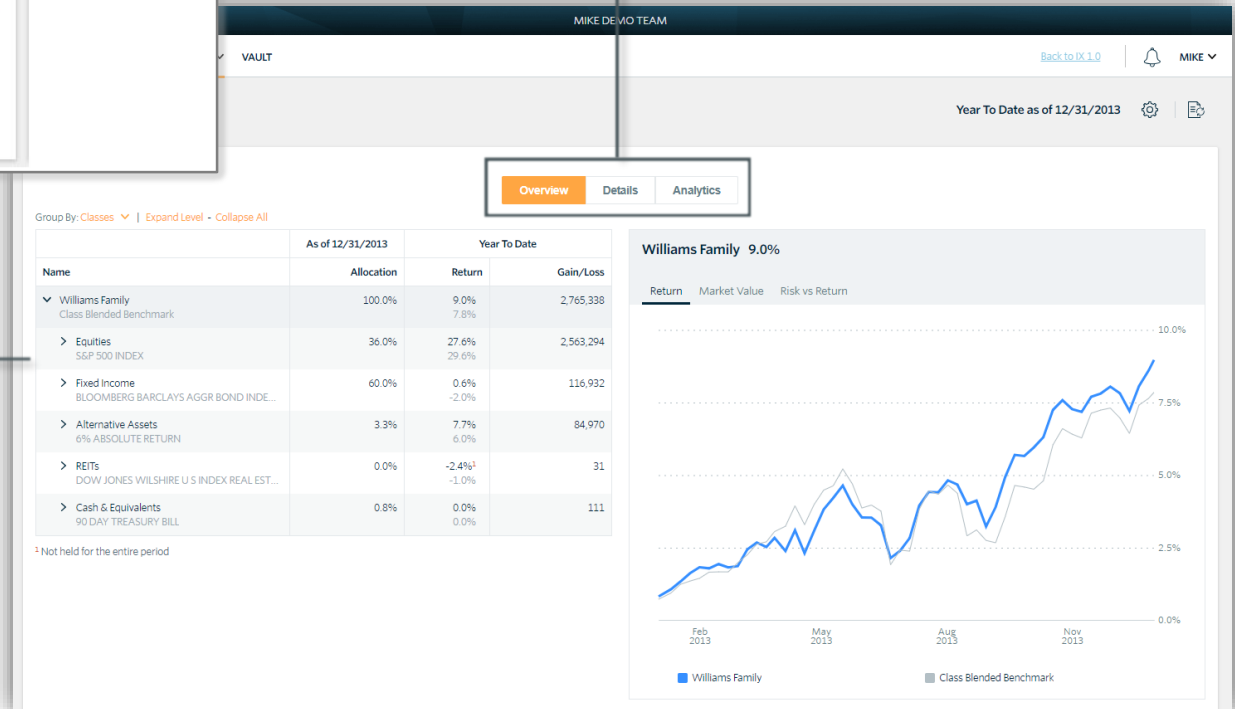 MIKE DEMO TEAM
VAULT
Back to IX 1.0
MIKE
Year To Date as of 12/31/2013
Overview Details Analytics
Group By: Classes | Expand Level - Collapse All
As of 12/31/2013 Year To Date
Name Allocation Return Gain/Loss
Williams Family 100.0% 9.0% 2,765,338
Class Blended Benchmark 7.8%
Equities 36.0% 27.6% 2,563,294
S&P 500 INDEX 29.6%
Fixed Income 60.0% 0.6% 116,932
BLOOMBERG BARCLAYS AGGR BOND INDE... -2.0%
Alternative Assets 3.3% 7.7% 84,970
6% ABSOLUTE RETURN 6.0%
REITs 0.0% -2.4%¹ 31
DOW JONES WILSHIRE U S INDEX REAL EST... -1.0%
Cash & Equivalents 0.8% 0.0% 111
90 DAY TREASURY BILL 0.0%
¹ Not held for the entire period
Williams Family 9.0%
Return Market Value Risk vs Return
10.0%
7.5%
5.0%
2.5%
0.0%
Feb May Aug Nov
2013 2013 2013 2013
Williams Family Class Blended Benchmark